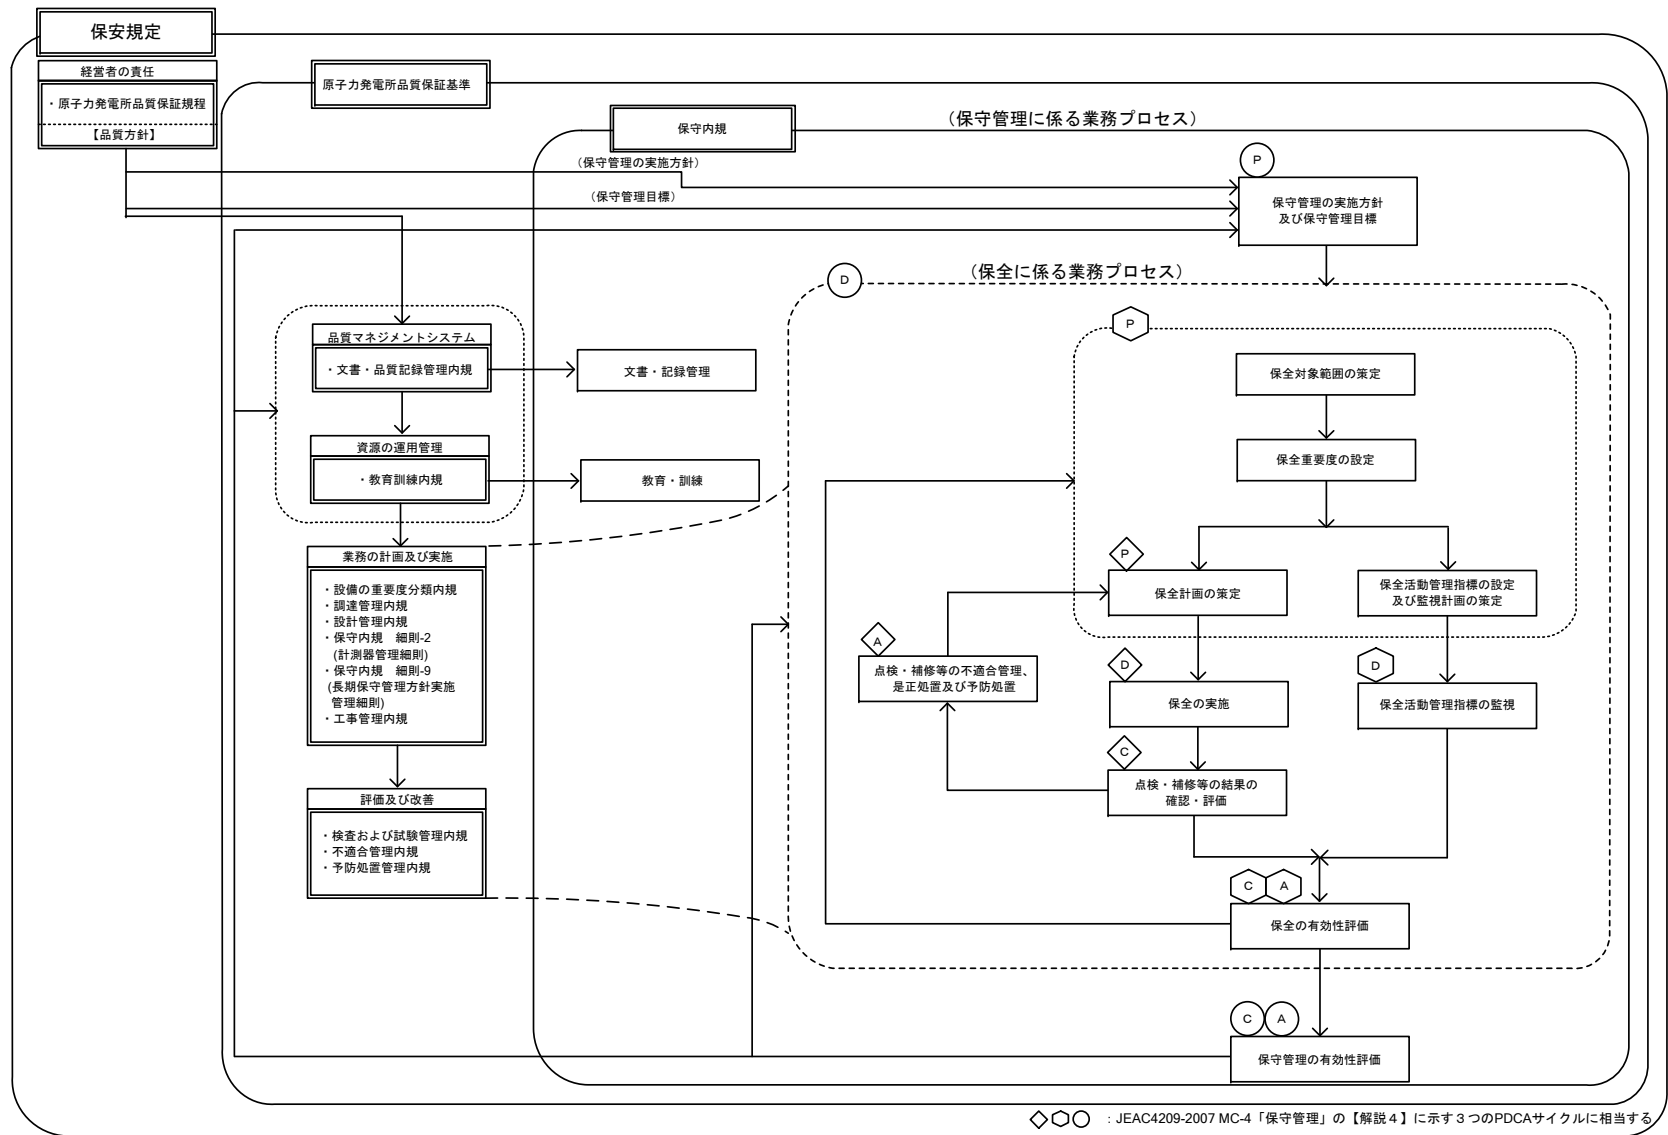 保安規定
経営者の責任
・原子力発電所品質保証規程
【品質方針】
原子力発電所品質保証基準
保守内規
（保守管理に係る業務プロセス）
（保守管理の実施方針）
（保守管理目標）
P
保守管理の実施方針
及び保守管理目標
D
（保全に係る業務プロセス）
品質マネジメントシステム
・文書・品質記録管理内規
文書・記録管理
資源の運用管理
・教育訓練内規
教育・訓練
業務の計画及び実施
・設備の重要度分類内規
・調達管理内規
・設計管理内規
・保守内規　細則-2
(計測器管理細則)
・保守内規　細則-9
(長期保守管理方針実施
管理細則)
・工事管理内規
評価及び改善
・検査および試験管理内規
・不適合管理内規
・予防処置管理内規
P
保全対象範囲の策定
保全重要度の設定
P
保全計画の策定
保全活動管理指標の設定
及び監視計画の策定
A
点検・補修等の不適合管理、
是正処置及び予防処置
D
保全の実施
D
保全活動管理指標の監視
C
点検・補修等の結果の
確認・評価
C A
保全の有効性評価
C A
保守管理の有効性評価
：JEAC4209-2007 MC-4「保守管理」の【解説４】に示す３つのPDCAサイクルに相当する